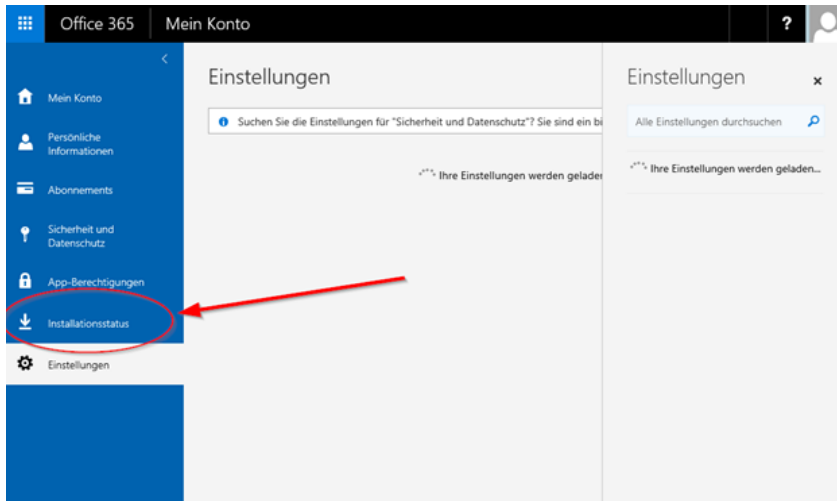 Office 365
Mein Konto
?
Mein Konto
Persönliche
Informationen
Abonnements
Sicherheit und
Datenschutz
App-Berechtigungen
Installationsstatus
Einstellungen
Einstellungen
Suchen Sie die Einstellungen für "Sicherheit und Datenschutz"? Sie sind ein bi
Ihre Einstellungen werden gelade
Einstellungen
Alle Einstellungen durchsuchen
Ihre Einstellungen werden geladen...